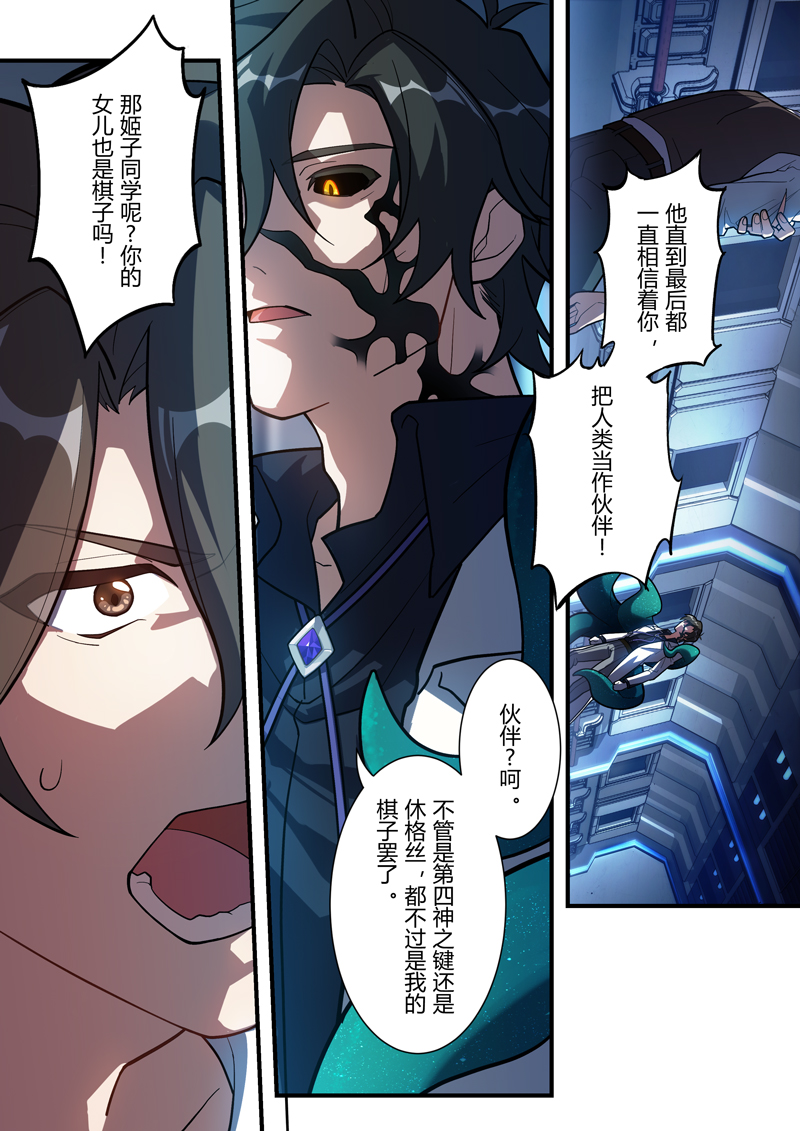 他直到最后都
一直相信着你，
把人类当作伙伴！
伙伴？呵。
不管是第四神之键还是
休格丝，都不过是我的
棋子罢了。
那姬子同学呢？你的
女儿也是棋子吗！